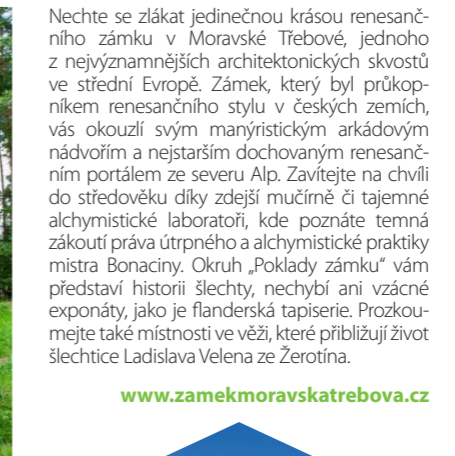 Nechte se zlákat jedinečnou krásou renesanč-
ního zámku v Moravské Třebové, jednoho
z nejvýznamnějších architektonických skvostů
ve střední Evropě. Zámek, který byl průkop-
níkem renesančního stylu v českých zemích,
vás okouzlí svým manýristickým arkádovým
nádvořím a nejstarším dochovaným renesanč-
ním portálem ze severu Alp. Zavítejte na chvíli
do středověku díky zdejší mučírně či tajemné
alchymistické laboratoři, kde poznáte temná
zákoutí práva útrpného a alchymistické praktiky
mistra Bonaciny. Okruh „Poklady zámku“ vám
představí historii šlechty, nechybí ani vzácné
exponáty, jako je flanderská tapiserie. Prozkou-
mejte také místnosti ve věži, které přibližují život
šlechtice Ladislava Velena ze Žerotína.
www.zamekmoravskatrebova.cz